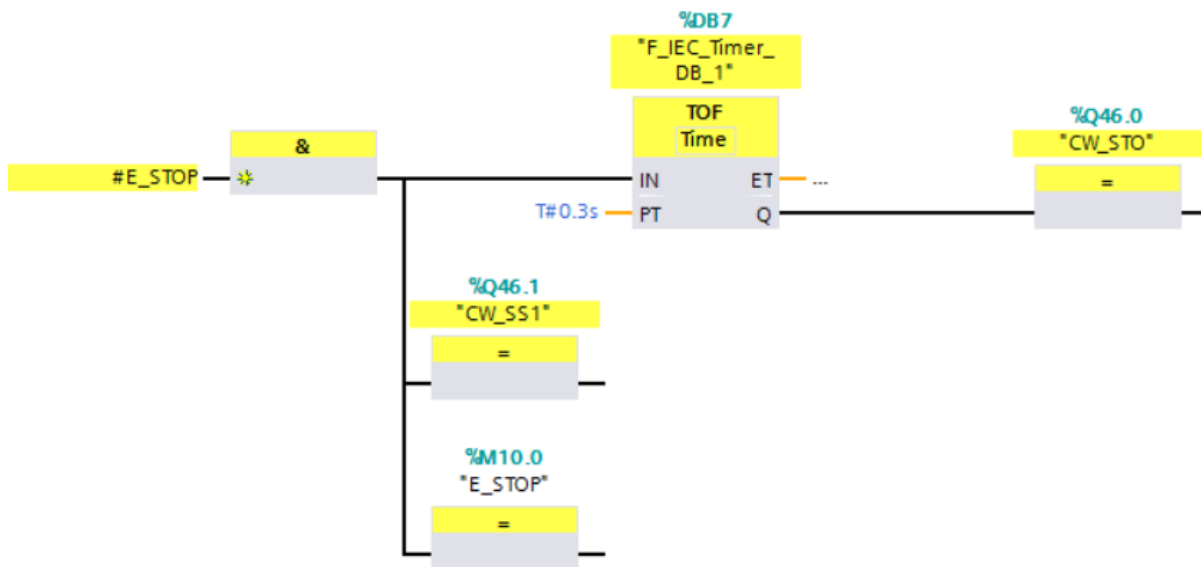 %DB7
"F_IEC_Timer_
DB_1"
TOF
Time
%Q46.0
"CW_STO"
&
=
#E_STOP
IN ET ...
T#0.3s PT Q
%Q46.1
"CW_SS1"
=
%M10.0
"E_STOP"
=